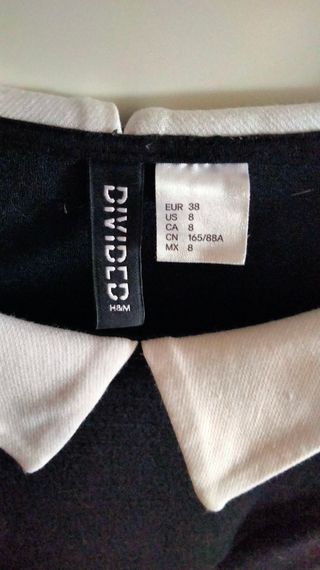 DIVIDED
H&M
EUR 38
US 8
CA 8
CN 165/88A
MX 8